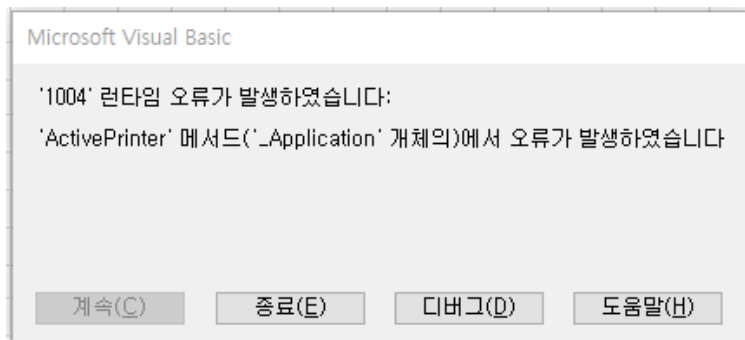 Microsoft Visual Basic
'1004' 런타임 오류가 발생하였습니다:
'ActivePrinter' 메서드('_Application' 개체의)에서 오류가 발생하였습니다
계속(C)
종료(E)
디버그(D)
도움말(H)